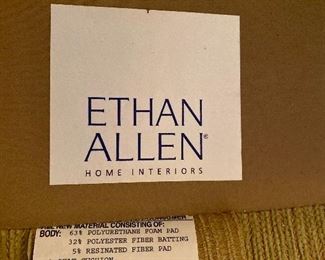 ETHAN
ALLEN®
HOME INTERIORS
ALL NEW MATERIAL CONSISTING OF:
BODY: 63% POLYURETHANE FOAM PAD
32% POLYESTER FIBER BATTING
5% RESINATED FIBER PAD